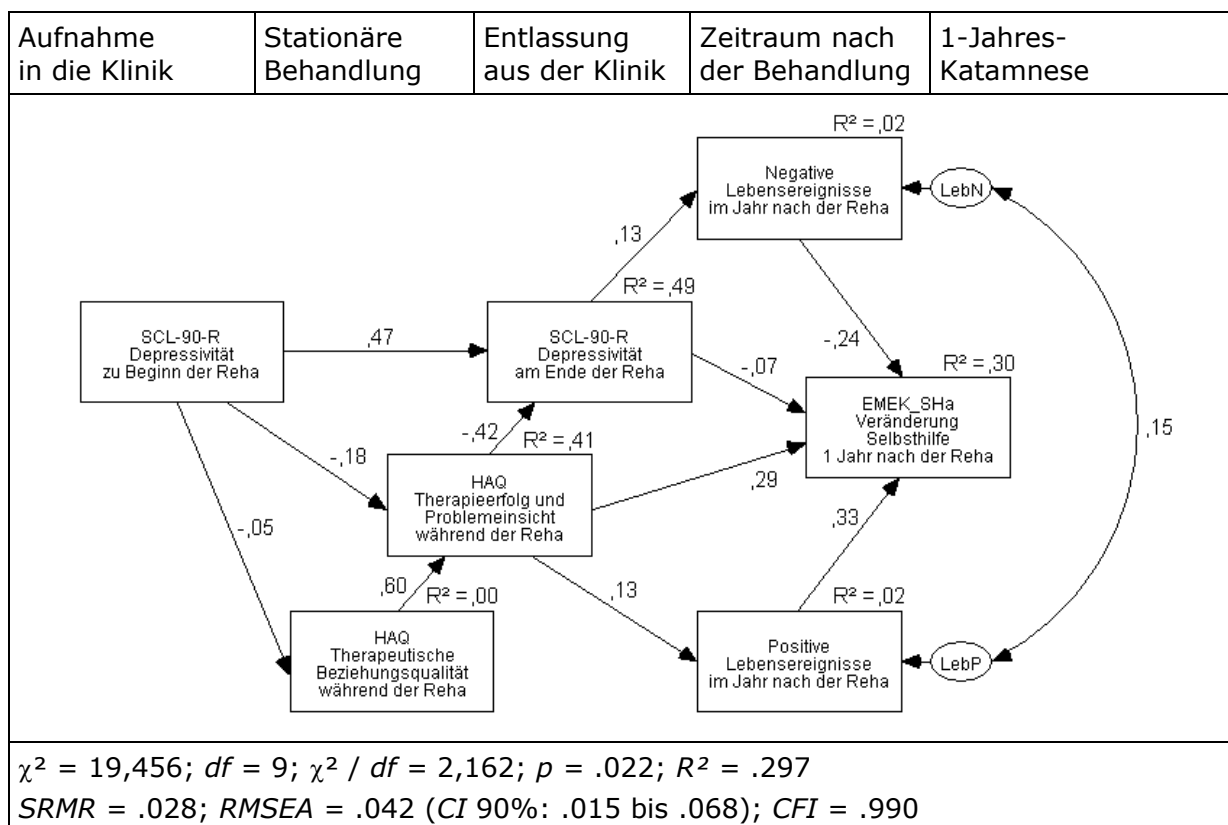 Aufnahme
in die Klinik
Stationäre
Behandlung
Entlassung
aus der Klinik
Zeitraum nach
der Behandlung
1-Jahres-
Katamnese
R² = ,02
Negative
Lebensereignisse
im Jahr nach der Reha
LebN
,13
R² = ,49
SCL-90-R
Depressivität
zu Beginn der Reha
,47
SCL-90-R
Depressivität
am Ende der Reha
-,24
-,07
R² = ,30
EMEK_SHa
Veränderung
Selbsthilfe
1 Jahr nach der Reha
,15
-,42
R² = ,41
-,18
HAQ
Therapieerfolg und
Problemeinsicht
während der Reha
,29
,33
-,05
,60
R² = ,00
,13
R² = ,02
HAQ
Therapeutische
Beziehungsqualität
während der Reha
Positive
Lebensereignisse
im Jahr nach der Reha
LebP
χ² = 19,456; df = 9; χ² / df = 2,162; p = .022; R² = .297
SRMR = .028; RMSEA = .042 (CI 90%: .015 bis .068); CFI = .990